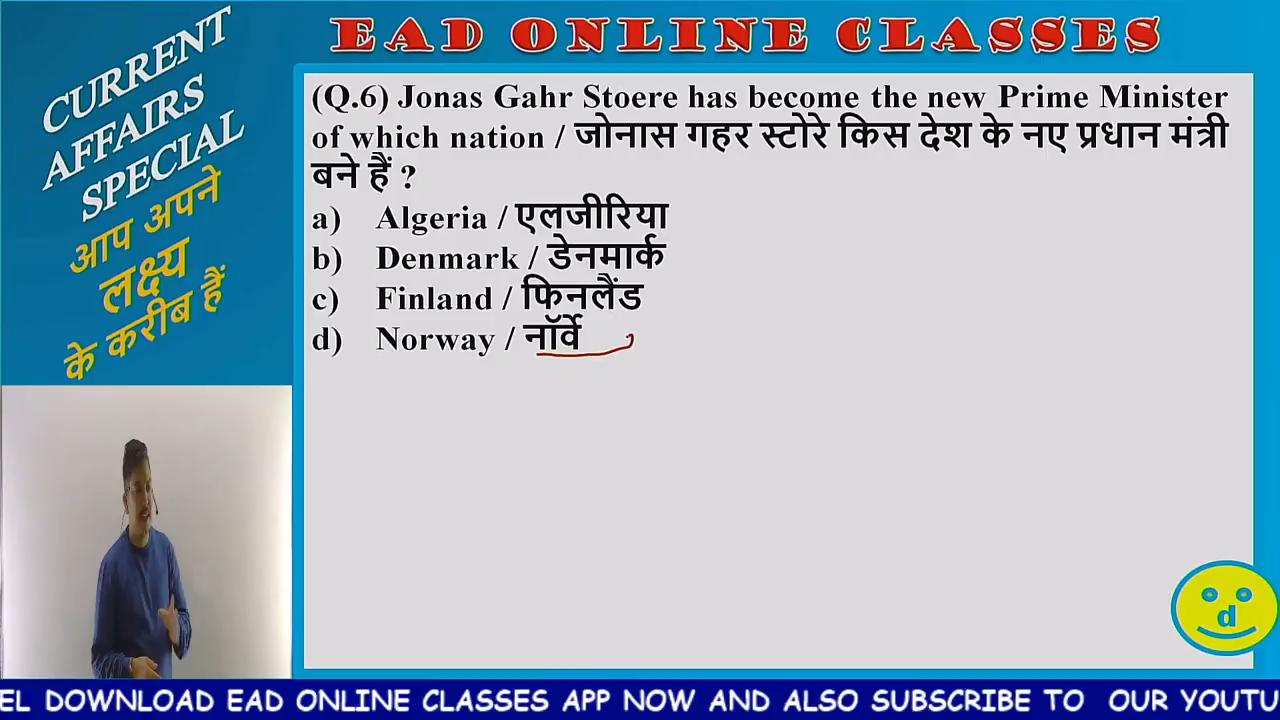 EAD ONLINE CLASSES
CURRENT
AFFAIRS
SPECIAL
आप अपने
लक्ष्य
के करीब हैं
(Q.6) Jonas Gahr Stoere has become the new Prime Minister
of which nation / जोनास गहर स्टोरे किस देश के नए प्रधान मंत्री
बने हैं ?
a) Algeria / एलजीरिया
b) Denmark / डेनमार्क
c) Finland / फिनलैंड
d) Norway / नॉर्वे
d
EL DOWNLOAD EAD ONLINE CLASSES APP NOW AND ALSO SUBSCRIBE TO OUR YOUTU